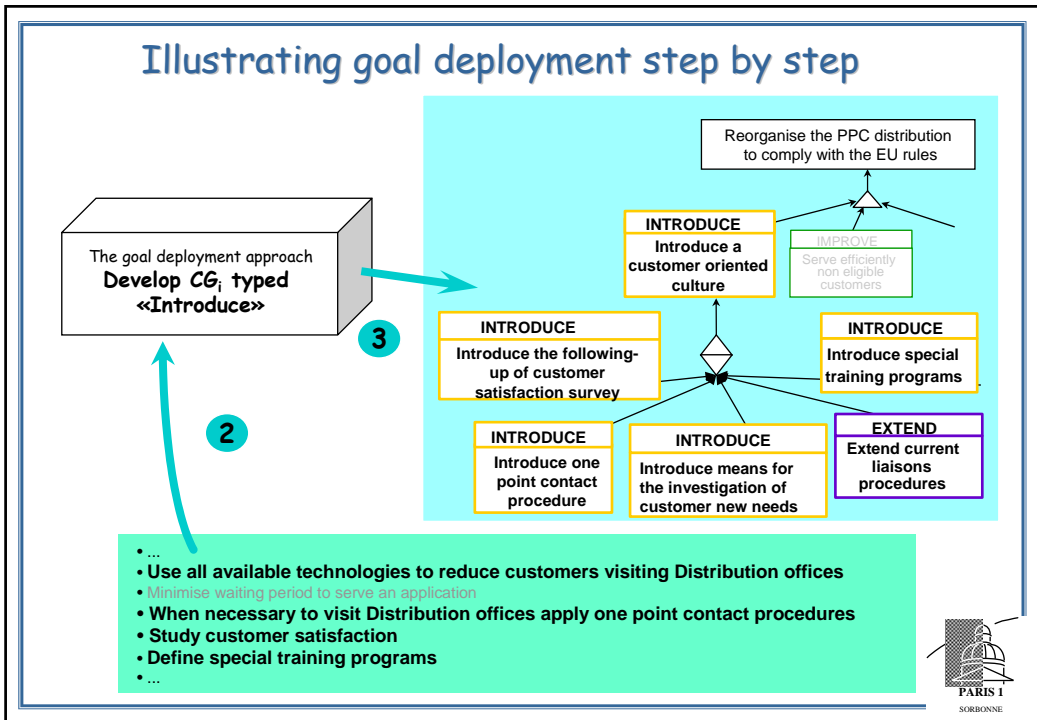 Illustrating goal deployment step by step
Reorganise the PPC distribution
to comply with the EU rules
INTRODUCE
Introduce a
customer oriented
culture
IMPROVE
Serve efficiently
non eligible
customers
The goal deployment approach
Develop CGi typed
«Introduce»
3
INTRODUCE
Introduce the following-
up of customer
satisfaction survey
INTRODUCE
Introduce special
training programs
2
INTRODUCE
Introduce one
point contact
procedure
INTRODUCE
Introduce means for
the investigation of
customer new needs
EXTEND
Extend current
liaisons
procedures
• ...
• Use all available technologies to reduce customers visiting Distribution offices
• Minimise waiting period to serve an application
• When necessary to visit Distribution offices apply one point contact procedures
• Study customer satisfaction
• Define special training programs
• ...
PARIS 1
SORBONNE